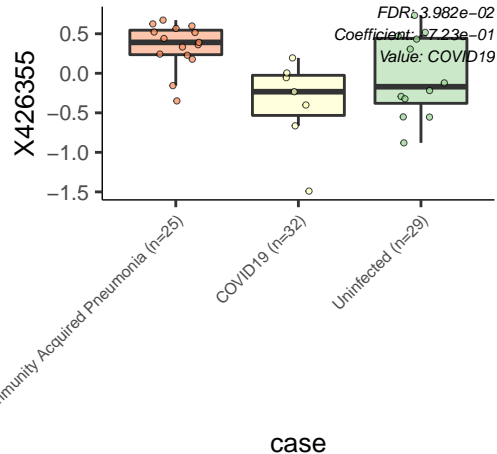 FDR: 3.982e-02
Coefficient: -7.23e-01
Value: COVID19
X426355
0.5
0.0
−0.5
−1.0
−1.5
mmunity Acquired Pneumonia (n=25)
COVID19 (n=32)
Uninfected (n=29)
case